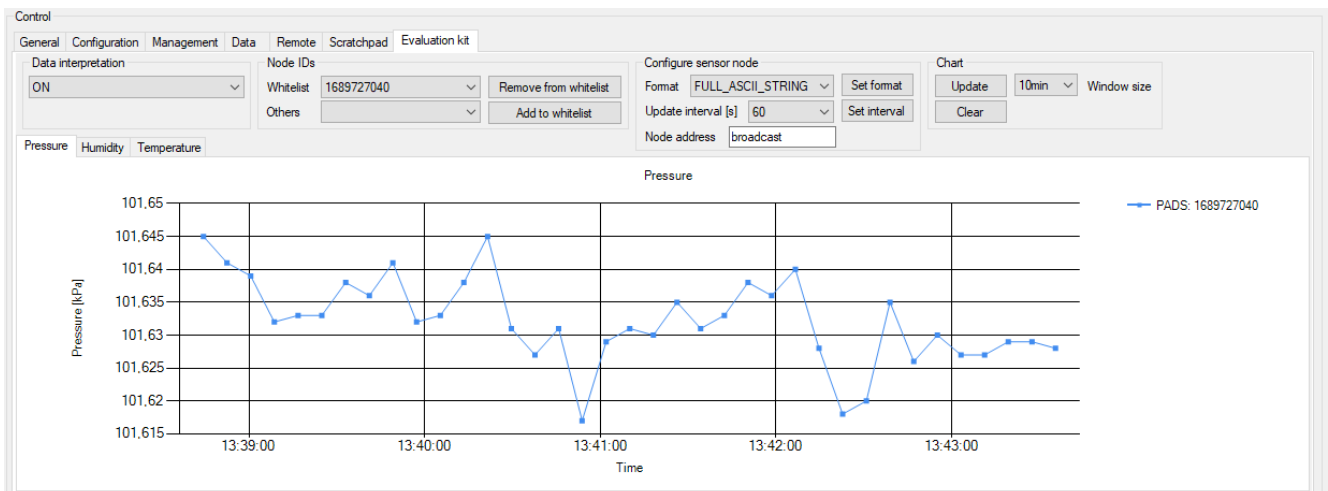 Control
General Configuration Management Data Remote Scratchpad Evaluation kit
Data interpretation
ON
Node IDs
Whitelist 1689727040 Remove from whitelist
Others Add to whitelist
Configure sensor node
Format FULL_ASCII_STRING Set format
Update interval [s] 60 Set interval
Node address broadcast
Chart
Update 10min Window size
Clear
Pressure Humidity Temperature
Pressure
PADS: 1689727040
Pressure [kPa]
101,65
101,645
101,64
101,635
101,63
101,625
101,62
101,615
13:39:00 13:40:00 13:41:00 13:42:00 13:43:00
Time